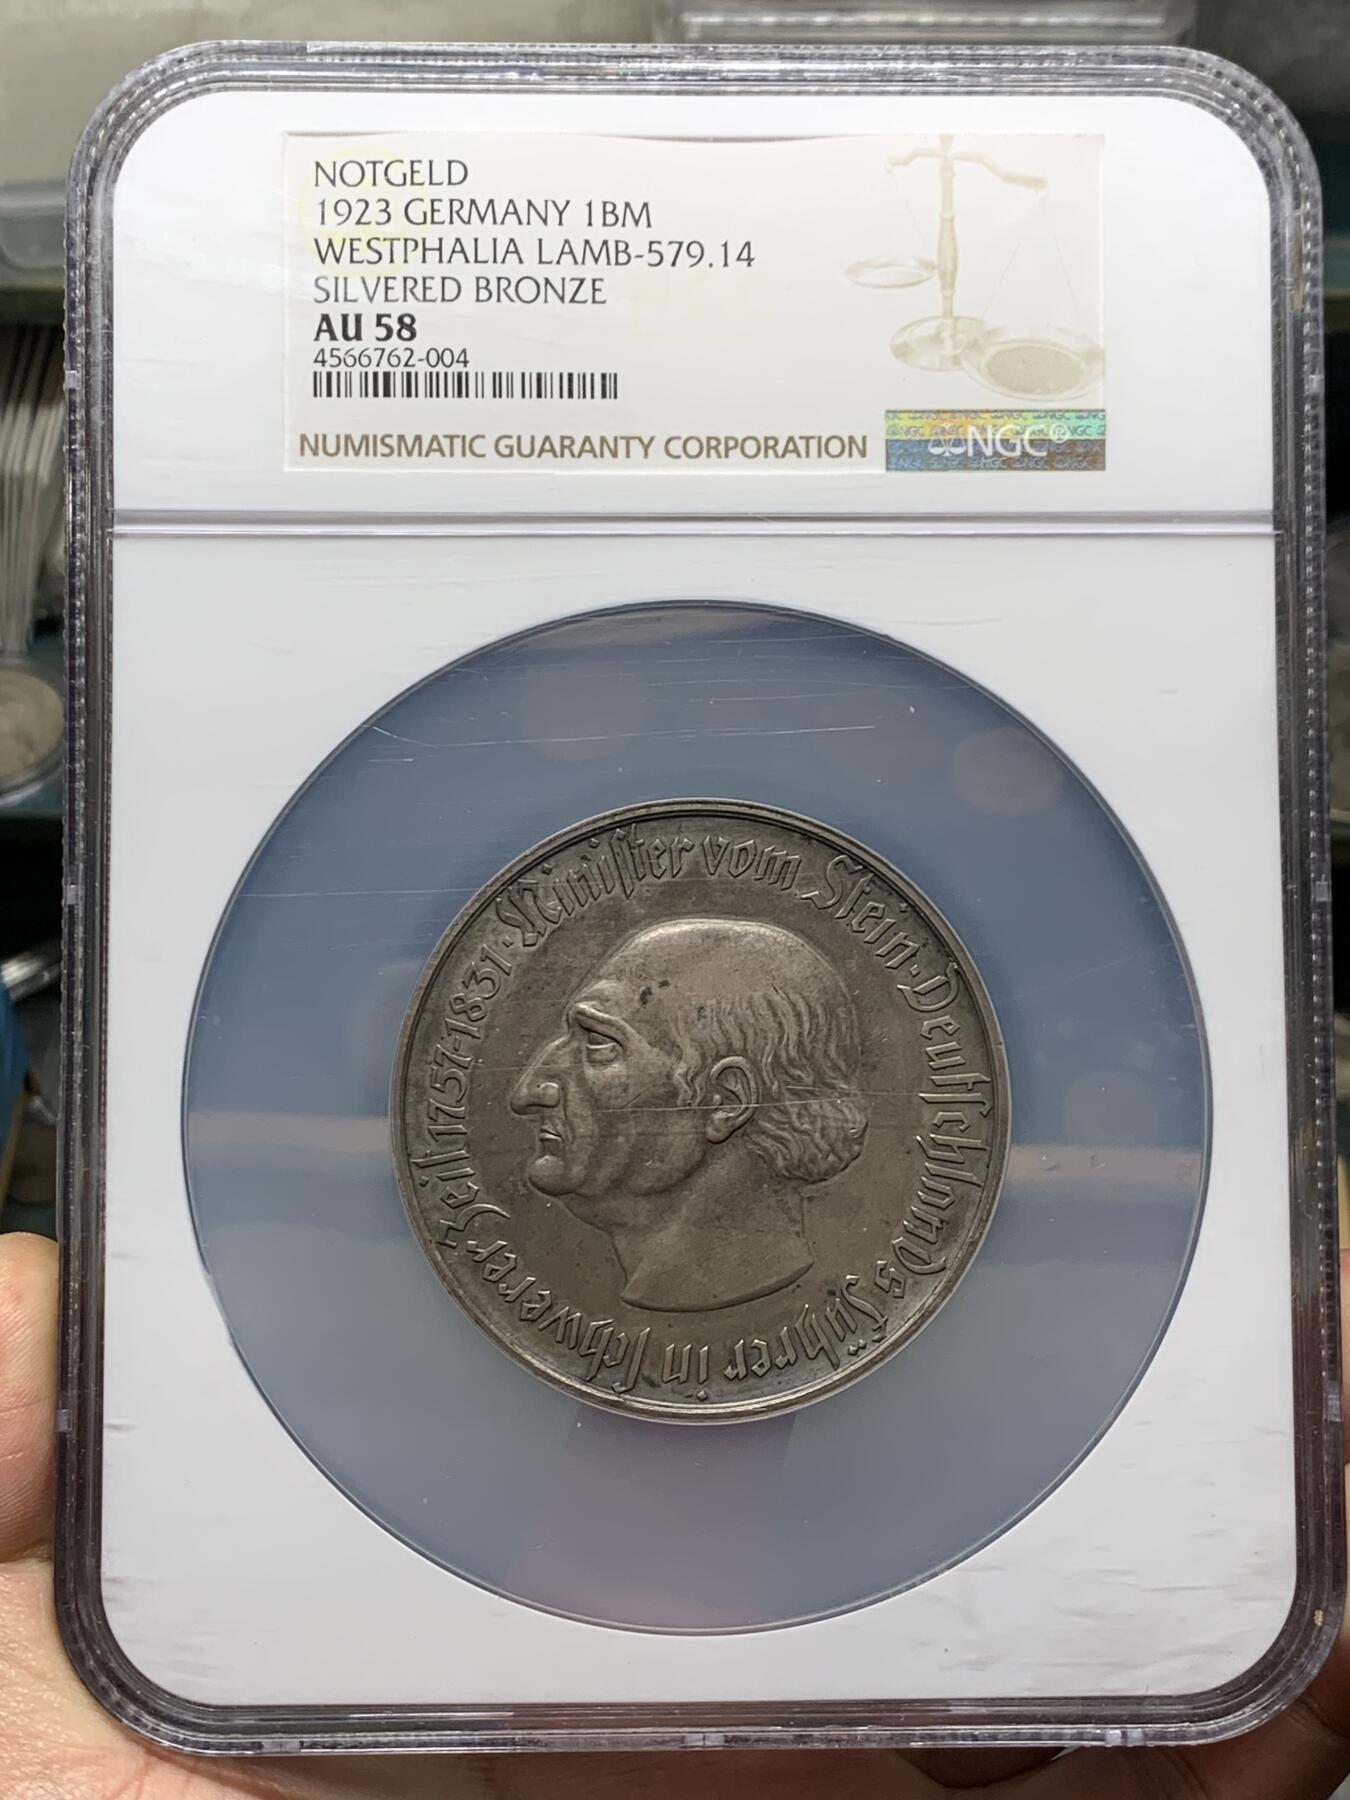 NOTGELD
1923 GERMANY 1BM
WESTPHALIA LAMB-579.14
SILVERED BRONZE
AU 58
4566762-004
NUMISMATIC GUARANTY CORPORATION
NGC®
Miniſter vom Stein · Deutſchlands Führer in ſchwerer Zeit 1757-1831 ·